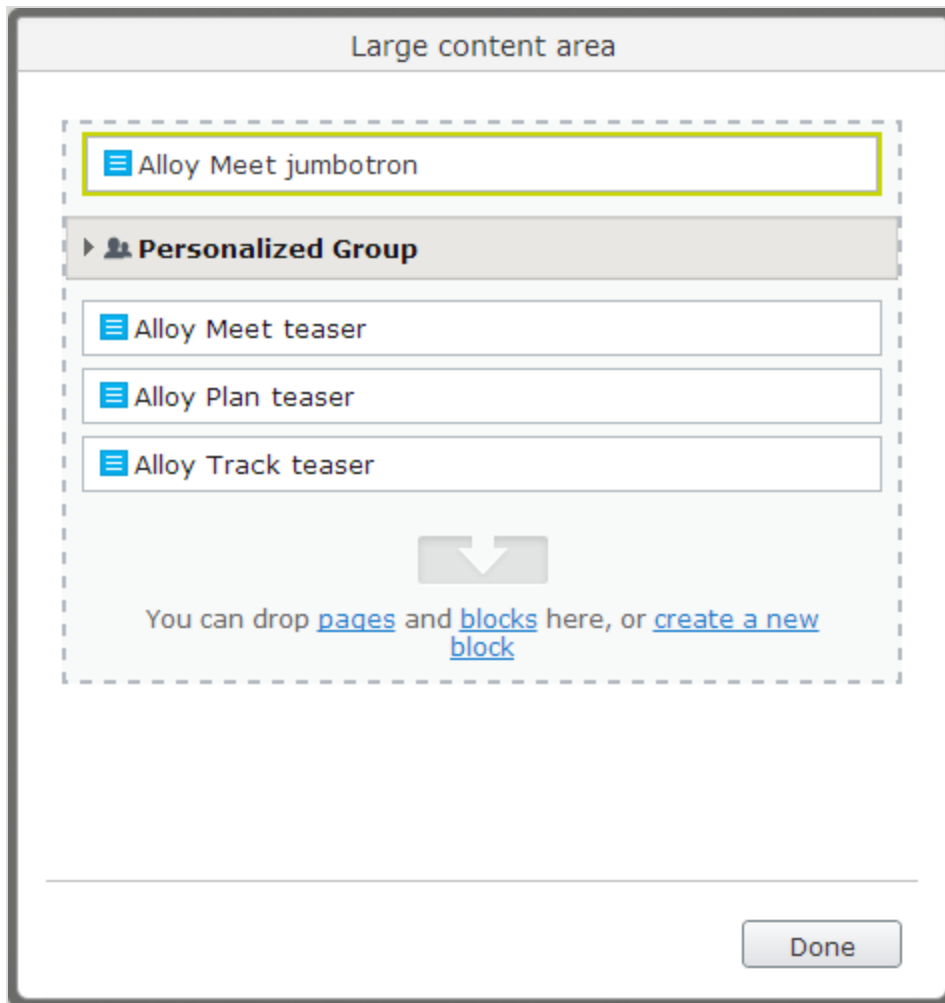 Large content area
Alloy Meet jumbotron
Personalized Group
Alloy Meet teaser
Alloy Plan teaser
Alloy Track teaser
You can drop pages and blocks here, or create a new
block
Done